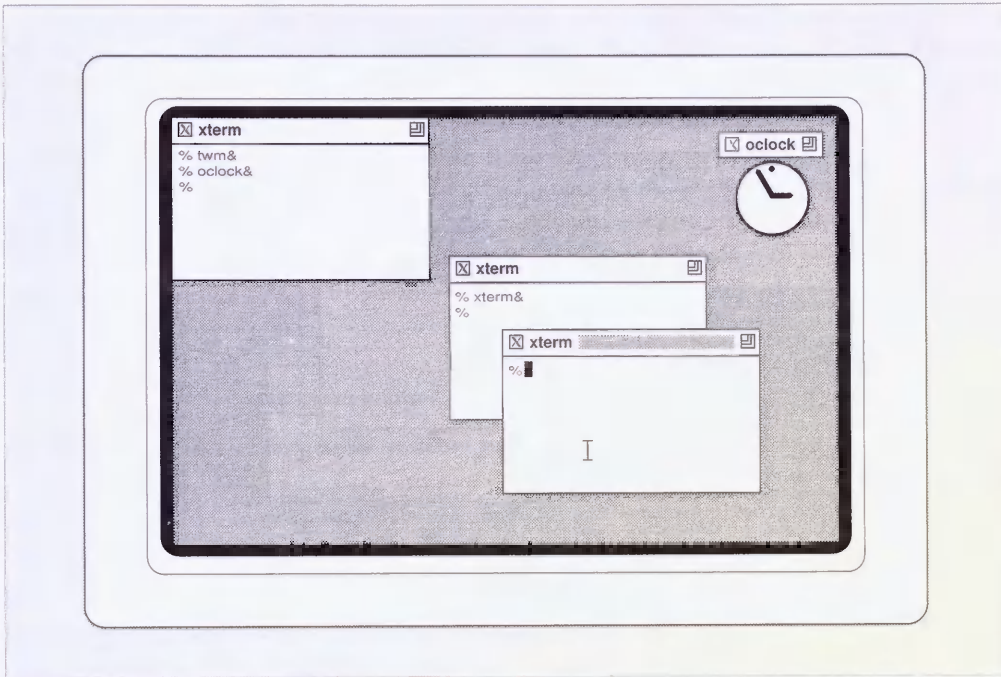 xterm
% twm&
% oclock&
%
oclock
xterm
% xterm&
%
xterm
%